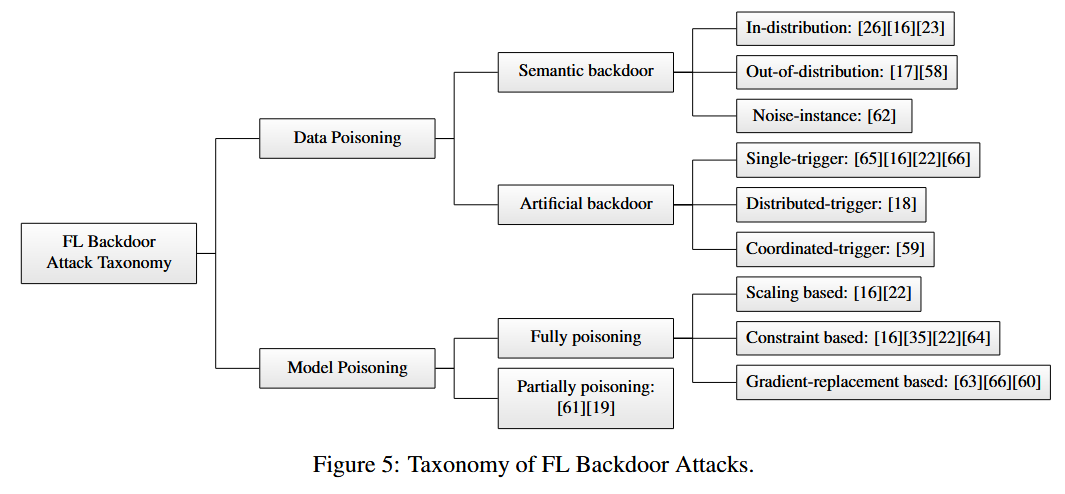 In-distribution: [26][16][23]
Semantic backdoor
Out-of-distribution: [17][58]
Noise-instance: [62]
Data Poisoning
Single-trigger: [65][16][22][66]
Artificial backdoor
Distributed-trigger: [18]
Coordinated-trigger: [59]
FL Backdoor
Attack Taxonomy
Scaling based: [16][22]
Fully poisoning
Constraint based: [16][35][22][64]
Model Poisoning
Gradient-replacement based: [63][66][60]
Partially poisoning:
[61][19]
Figure 5: Taxonomy of FL Backdoor Attacks.